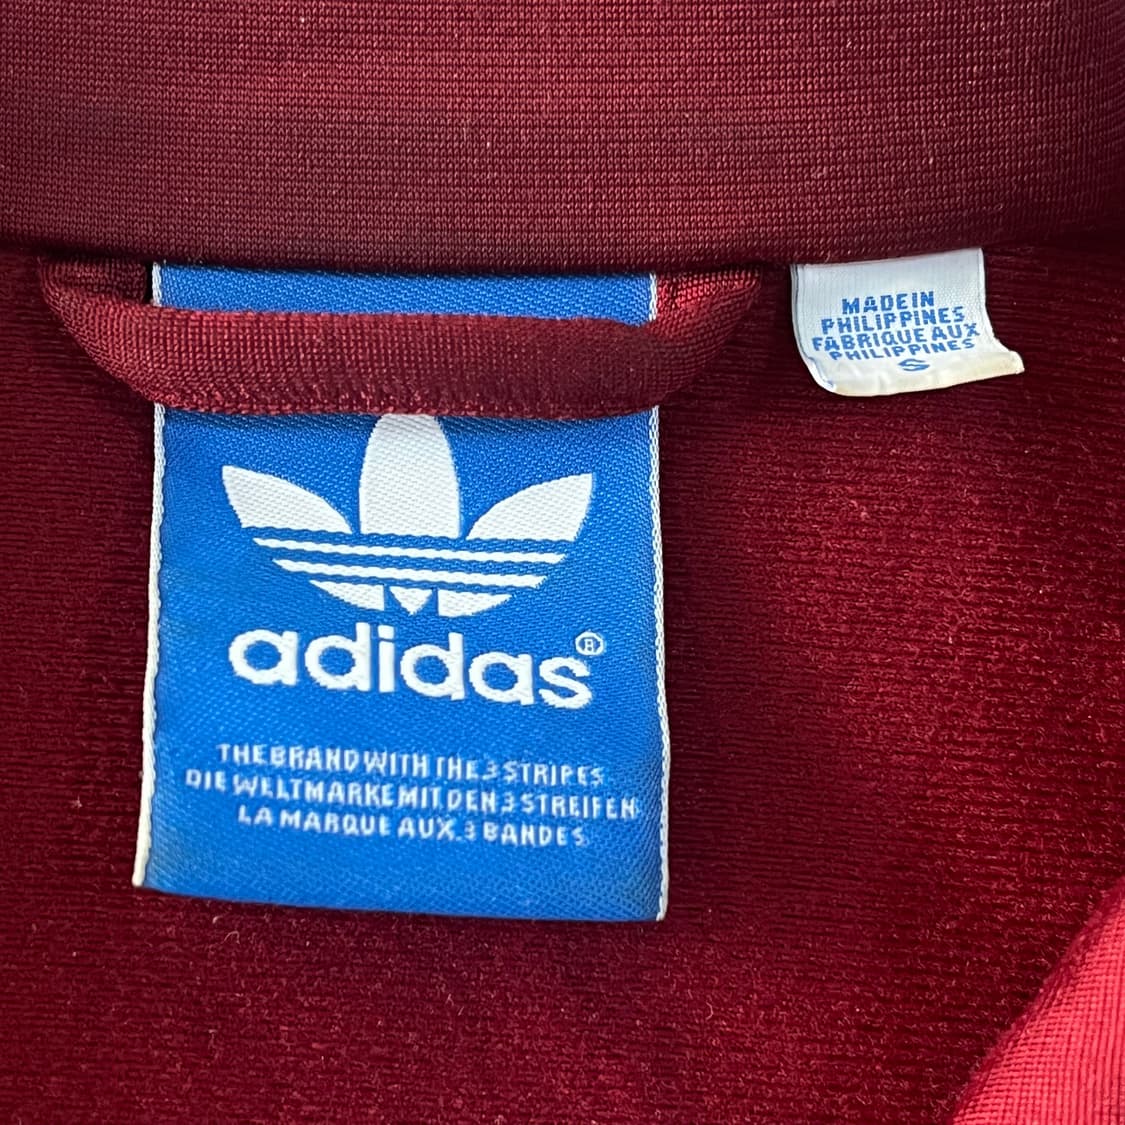 MADE IN
PHILIPPINES
FABRIQUE AUX
PHILIPPINES
S
adidas®
THE BRAND WITH THE 3 STRIPES
DIE WELTMARKE MIT DEN 3 STREIFEN
LA MARQUE AUX 3 BANDES